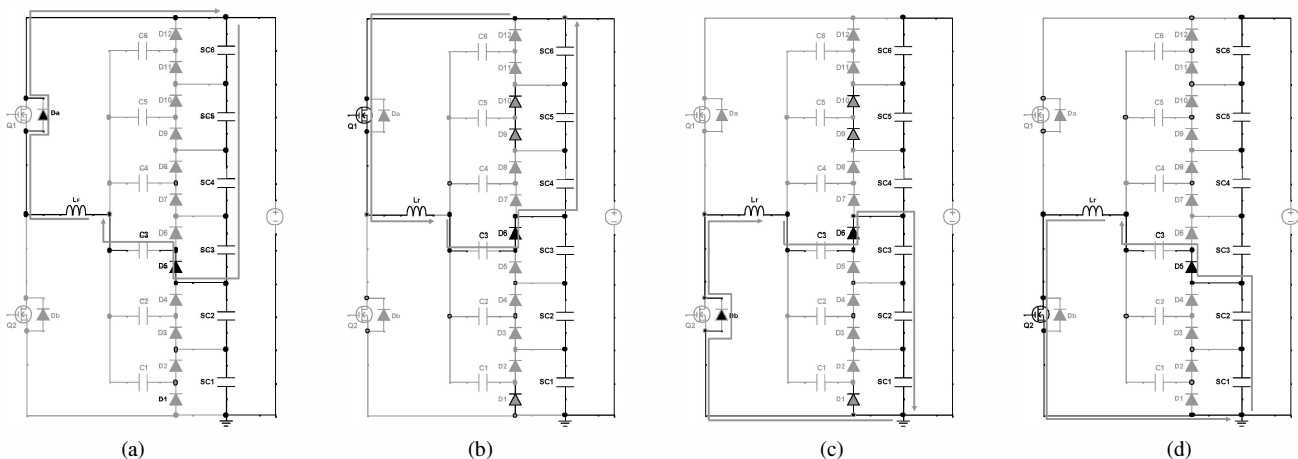 D12
C6
SC6
D11
D10
C5
Da
Q1
SC5
D9
D8
C4
SC4
D7
Lr
D6
C3
SC3
D5
D4
C2
SC2
Q2
Db
D3
D2
C1
SC1
D1
(a)
D12
C6
SC6
D11
D10
C5
Da
Q1
SC5
D9
D8
C4
SC4
D7
Lr
D6
C3
SC3
D5
D4
C2
SC2
Q2
Db
D3
D2
C1
SC1
D1
(b)
D12
C6
SC6
D11
D10
C5
Da
Q1
SC5
D9
D8
C4
SC4
D7
Lr
D6
C3
SC3
D5
D4
C2
SC2
Q2
Db
D3
D2
C1
SC1
D1
(c)
D12
C6
SC6
D11
D10
C5
Da
Q1
SC5
D9
D8
C4
SC4
D7
Lr
D6
C3
SC3
D5
D4
C2
SC2
Q2
Db
D3
D2
C1
SC1
D1
(d)